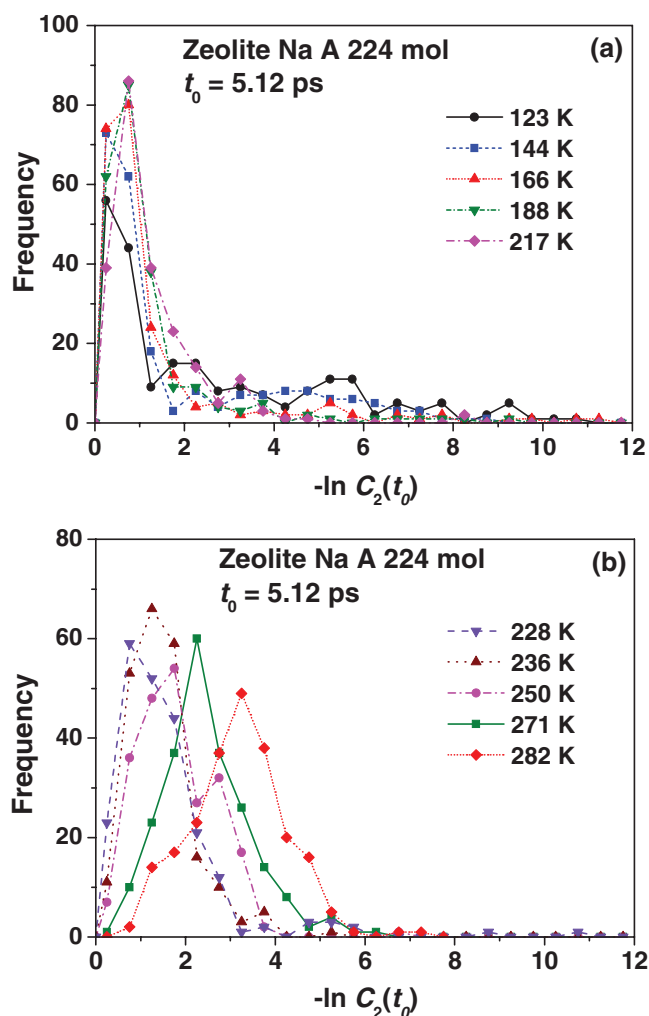 100
80
60
40
20
0
Frequency
Zeolite Na A 224 mol
t₀ = 5.12 ps
(a)
123 K
144 K
166 K
188 K
217 K
0 2 4 6 8 10 12
-ln C₂(t₀)
80
60
40
20
0
Frequency
Zeolite Na A 224 mol
t₀ = 5.12 ps
(b)
228 K
236 K
250 K
271 K
282 K
0 2 4 6 8 10 12
-ln C₂(t₀)